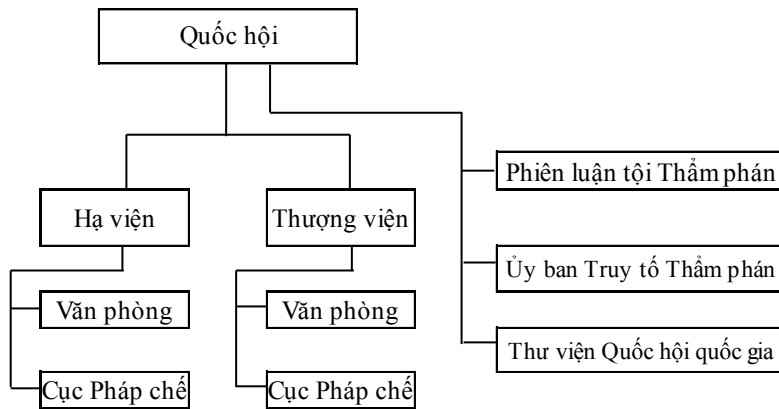 Quốc hội
Phiên luận tội Thẩm phán
Hạ viện
Thượng viện
Ủy ban Truy tố Thẩm phán
Văn phòng
Văn phòng
Thư viện Quốc hội quốc gia
Cục Pháp chế
Cục Pháp chế